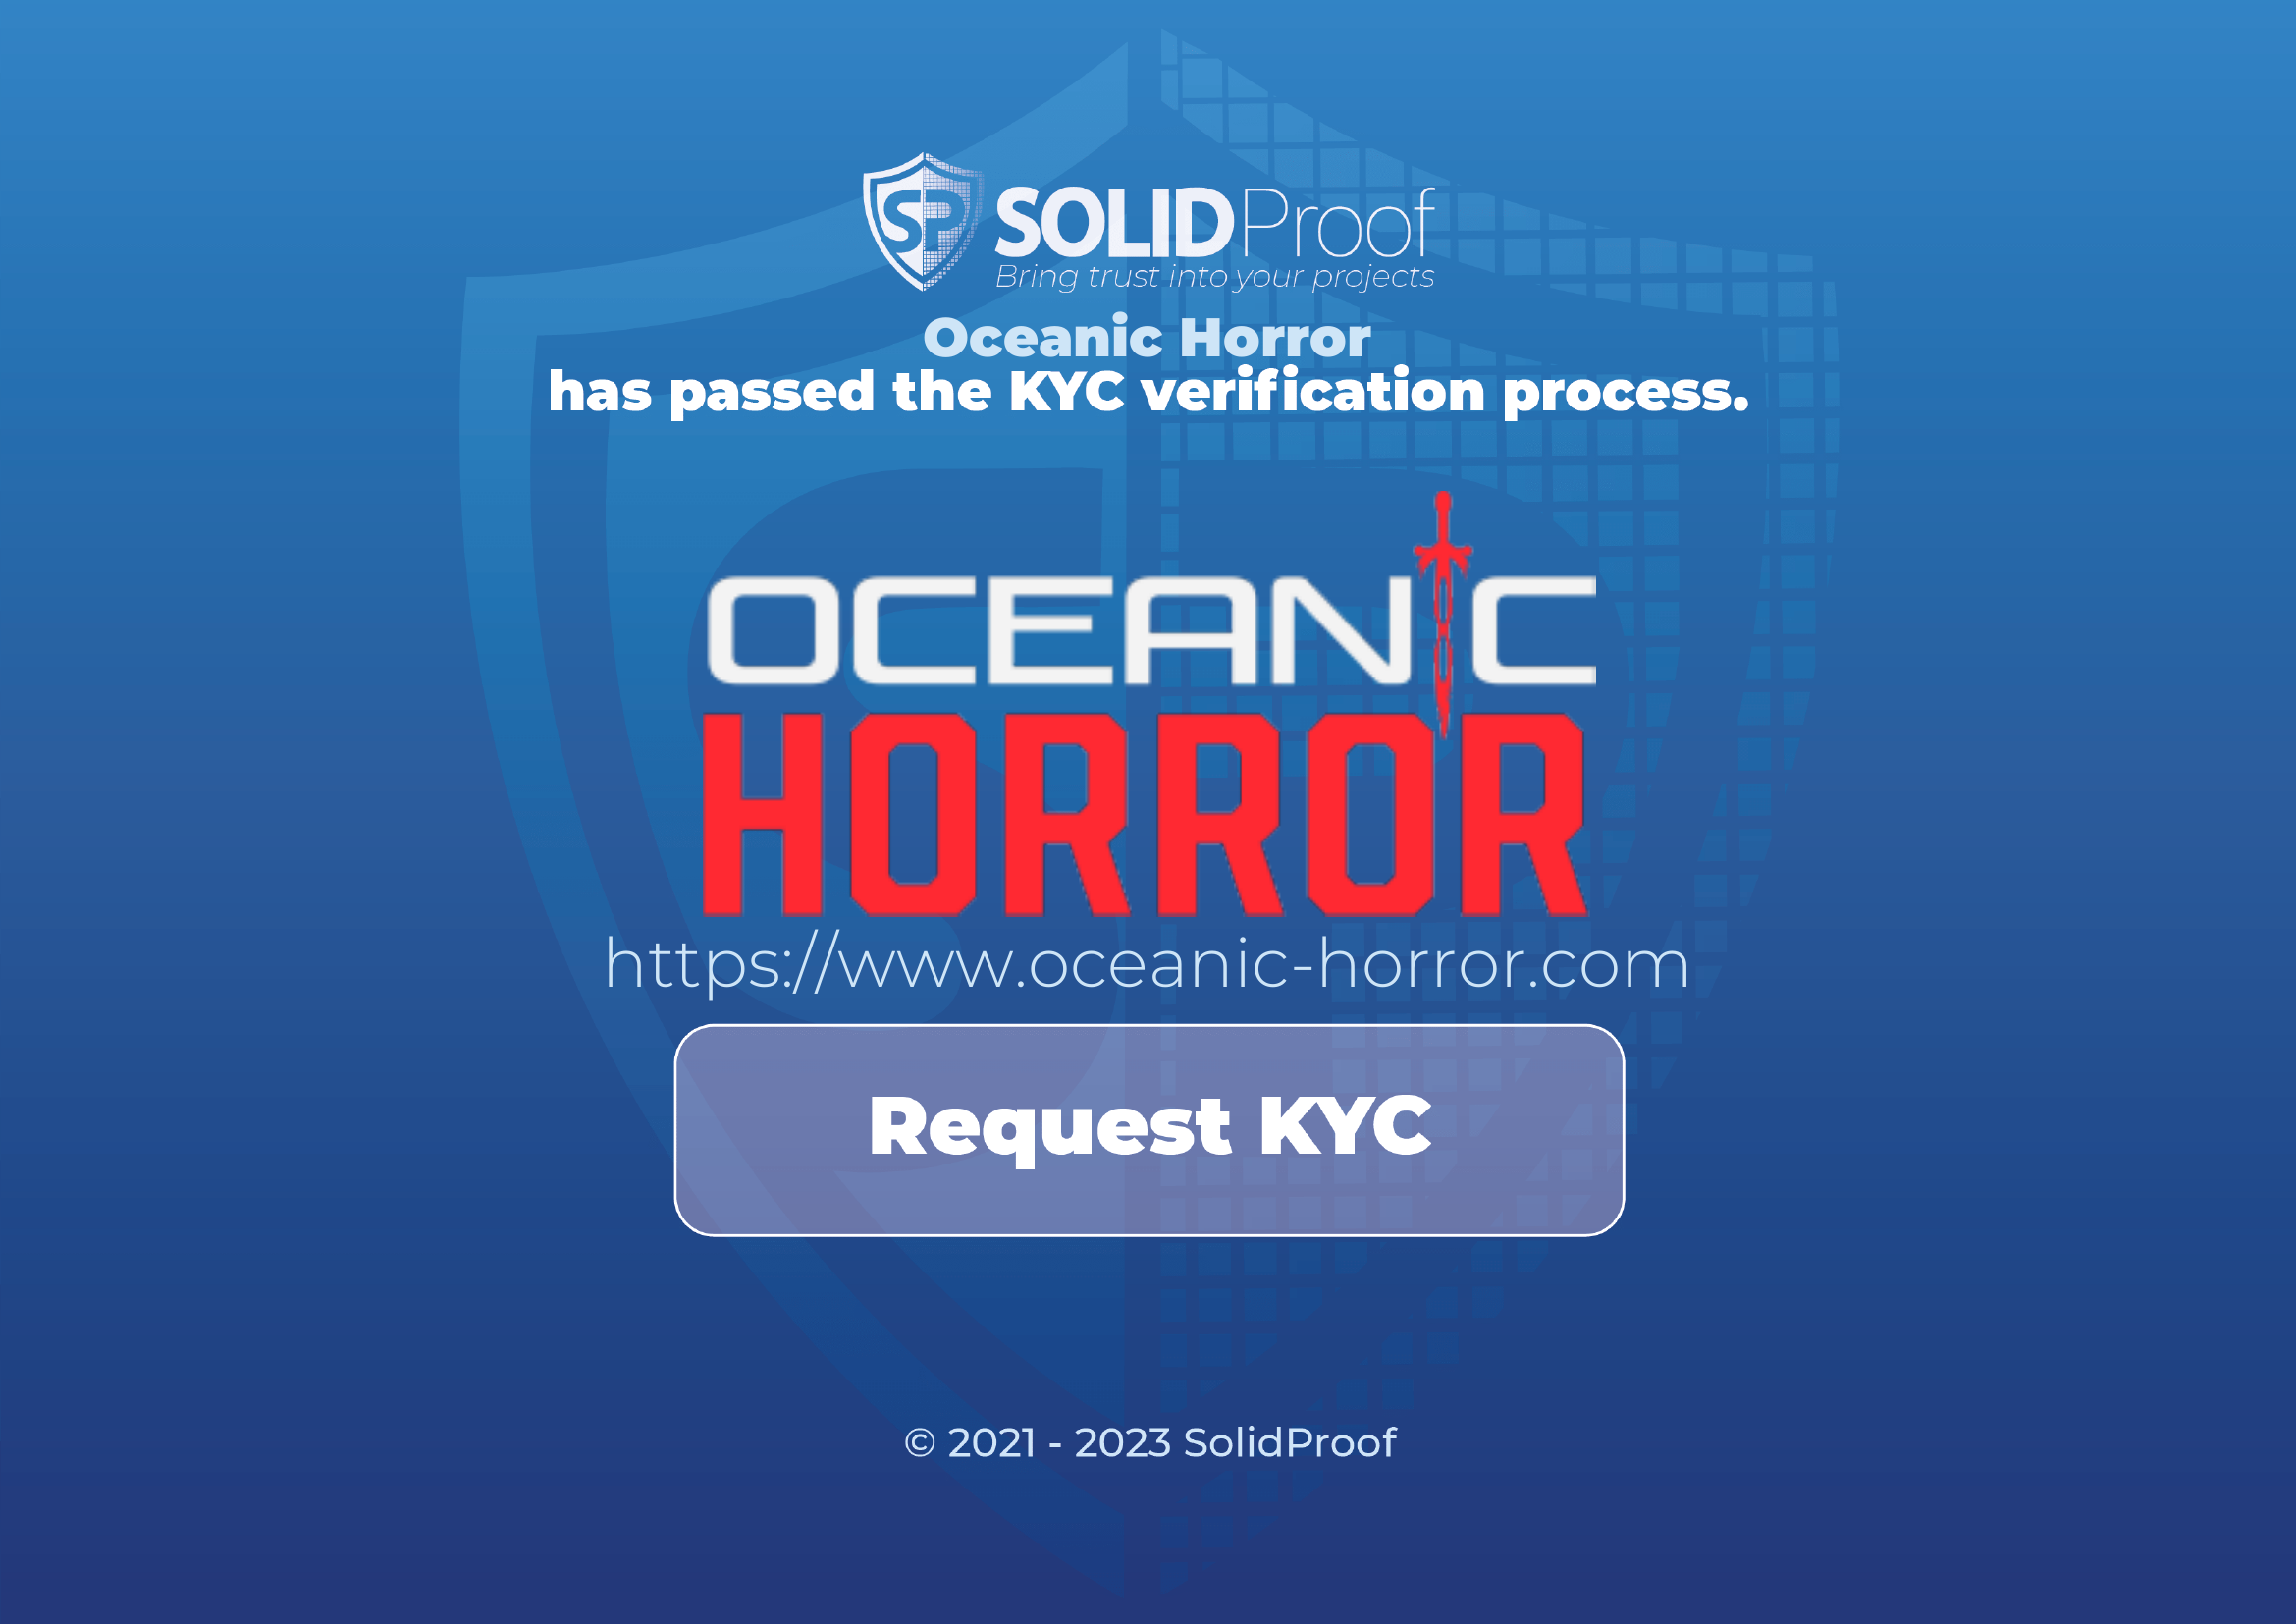 SP SOLIDProof
Bring trust into your projects
Oceanic Horror
has passed the KYC verification process.
OCEANIC
HORROR
https://www.oceanic-horror.com
Request KYC
© 2021 - 2023 SolidProof